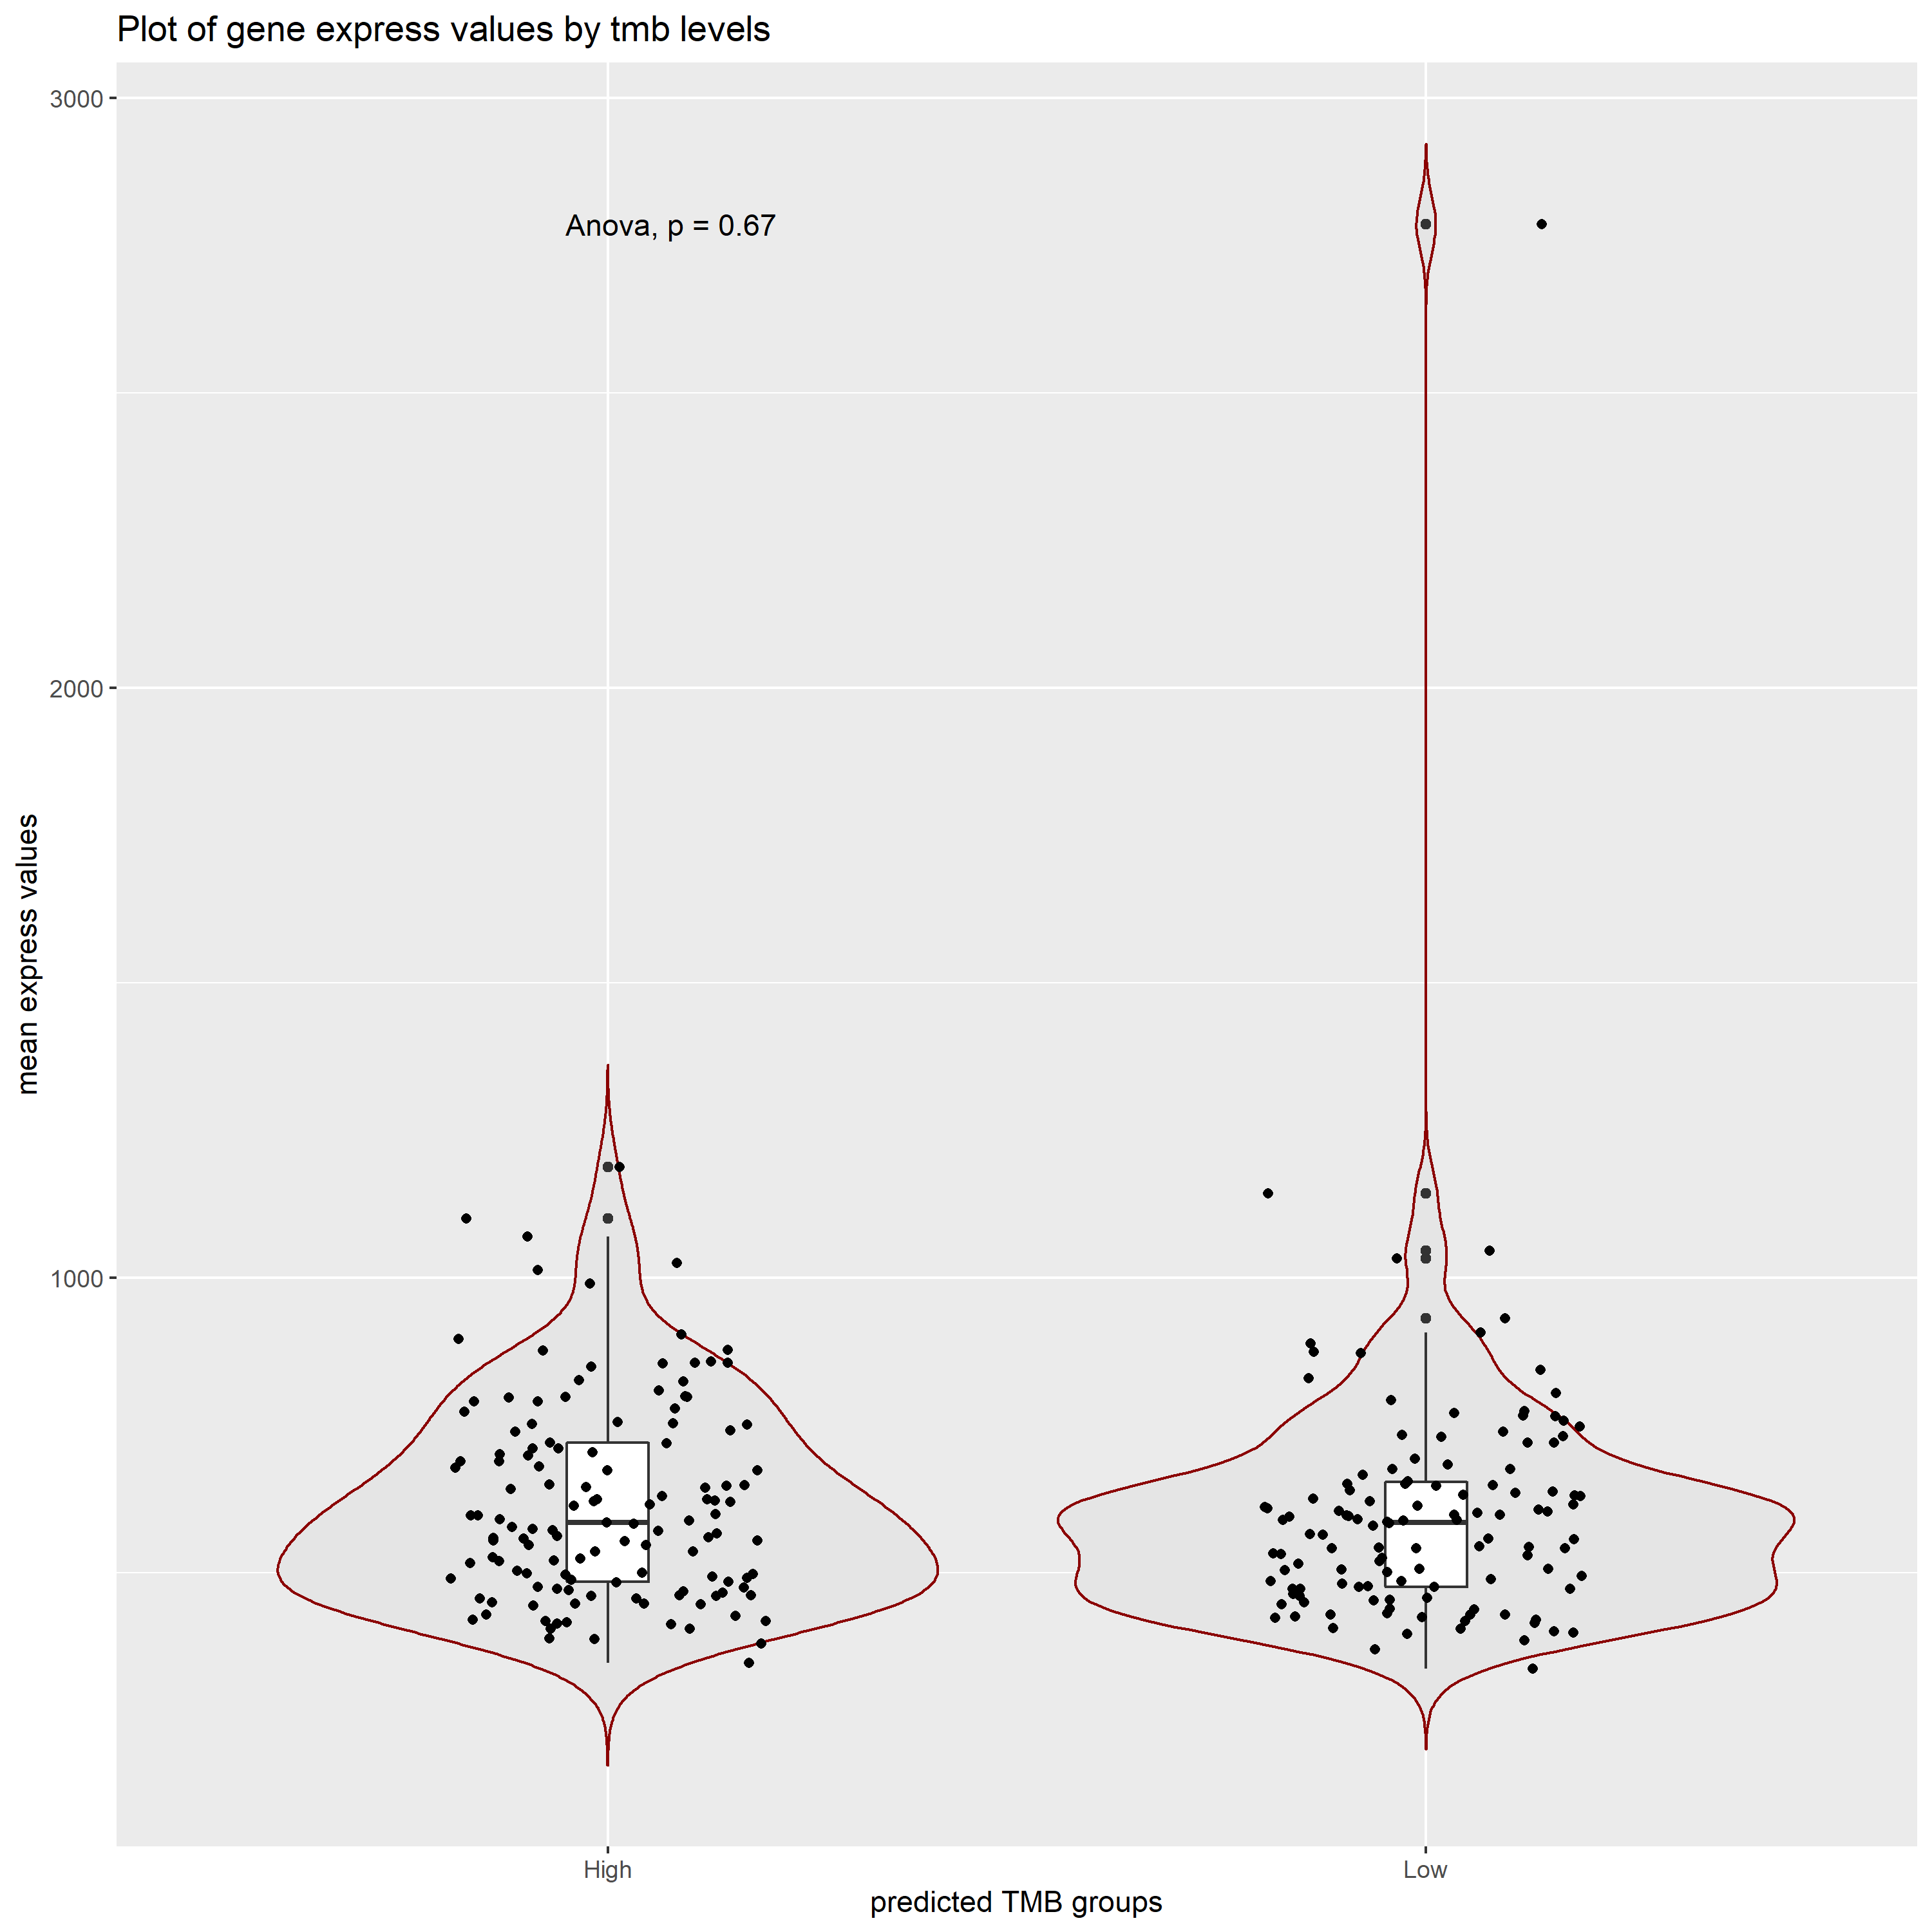 Plot of gene express values by tmb levels
3000
Anova, p = 0.67
2000
mean express values
1000
High
Low
predicted TMB groups